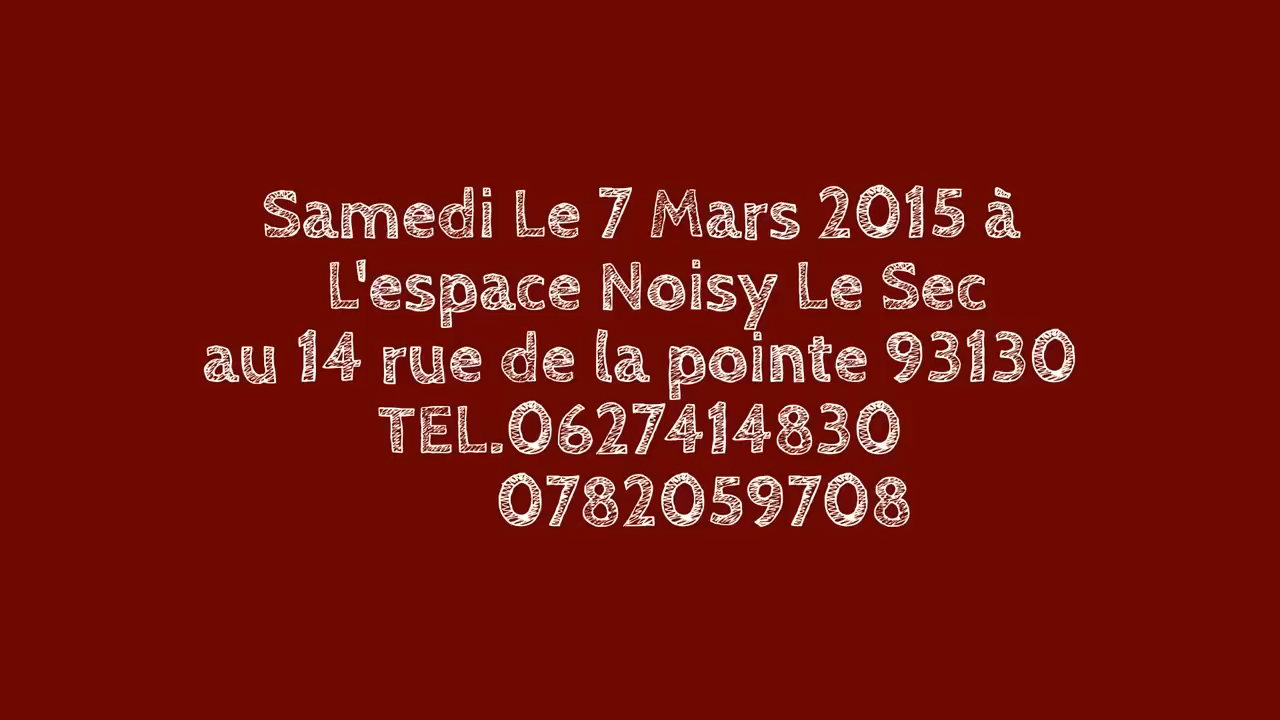 Samedi Le 7 Mars 2015 à
L'espace Noisy Le Sec
au 14 rue de la pointe 93130
TEL.0627414830
0782059708